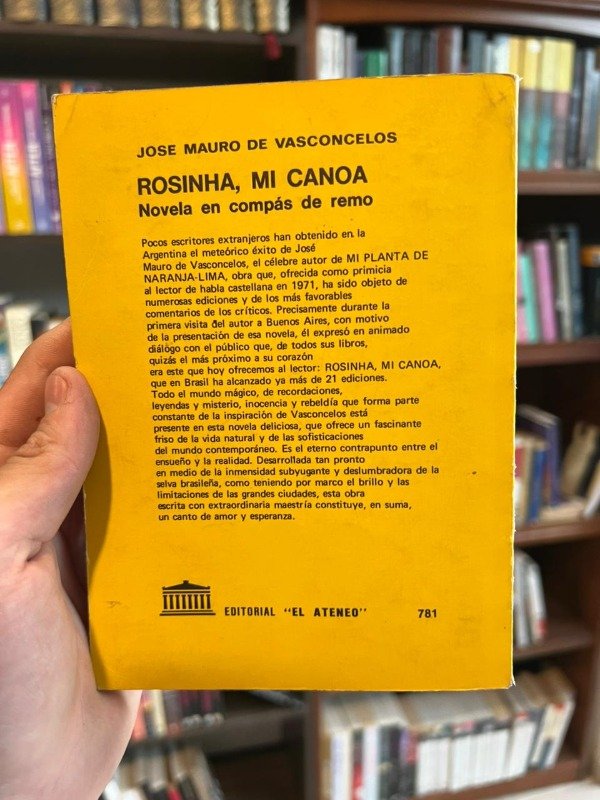 JOSE MAURO DE VASCONCELOS
ROSINHA, MI CANOA
Novela en compás de remo
Pocos escritores extranjeros han obtenido en la
Argentina el meteórico éxito de José
Mauro de Vasconcelos, el célebre autor de MI PLANTA DE
NARANJA-LIMA, obra que, ofrecida como primicia
al lector de habla castellana en 1971, ha sido objeto de
numerosas ediciones y de los más favorables
comentarios de los críticos. Precisamente durante la
primera visita del autor a Buenos Aires, con motivo
de la presentación de esa novela, él expresó en animado
diálogo con el público que, de todos sus libros,
quizás el más próximo a su corazón
era este que hoy ofrecemos al lector: ROSINHA, MI CANOA,
que en Brasil ha alcanzado ya más de 21 ediciones.
Todo el mundo mágico, de recordaciones,
leyendas y misterio, inocencia y rebeldía que forma parte
constante de la inspiración de Vasconcelos está
presente en esta novela deliciosa, que ofrece un fascinante
friso de la vida natural y de las sofisticaciones
del mundo contemporáneo. Es el eterno contrapunto entre el
ensueño y la realidad. Desarrollada tan pronto
en medio de la inmensidad subyugante y deslumbradora de la
selva brasileña, como teniendo por marco el brillo y las
limitaciones de las grandes ciudades, esta obra
escrita con extraordinaria maestría constituye, en suma,
un canto de amor y esperanza.
EDITORIAL "EL ATENEO" 781